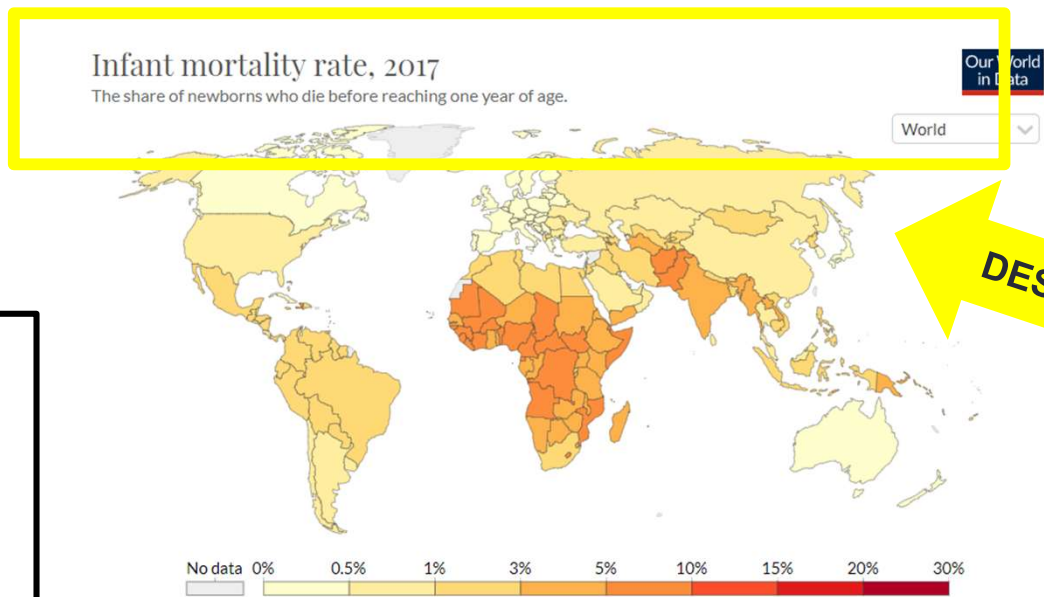 Infant mortality rate, 2017
The share of newborns who die before reaching one year of age.
Our World
in Data
World
DES
No data 0% 0.5% 1% 3% 5% 10% 15% 20% 30%